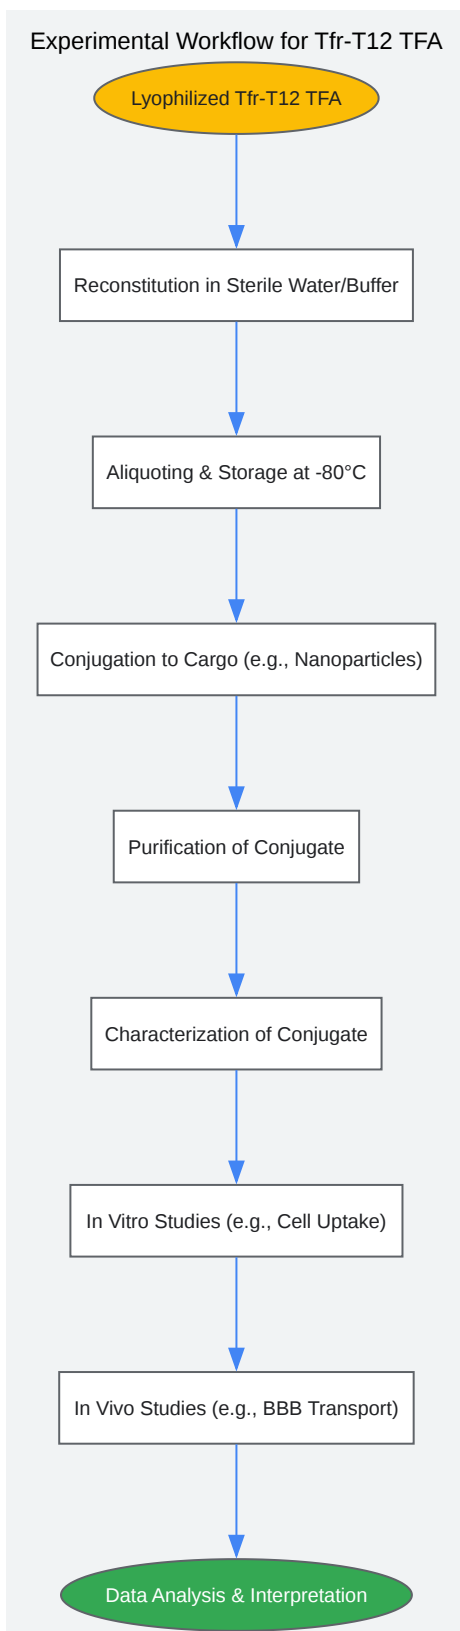 Experimental Workflow for Tfr-T12 TFA
Lyophilized Tfr-T12 TFA
Reconstitution in Sterile Water/Buffer
Aliquoting & Storage at -80°C
Conjugation to Cargo (e.g., Nanoparticles)
Purification of Conjugate
Characterization of Conjugate
In Vitro Studies (e.g., Cell Uptake)
In Vivo Studies (e.g., BBB Transport)
Data Analysis & Interpretation